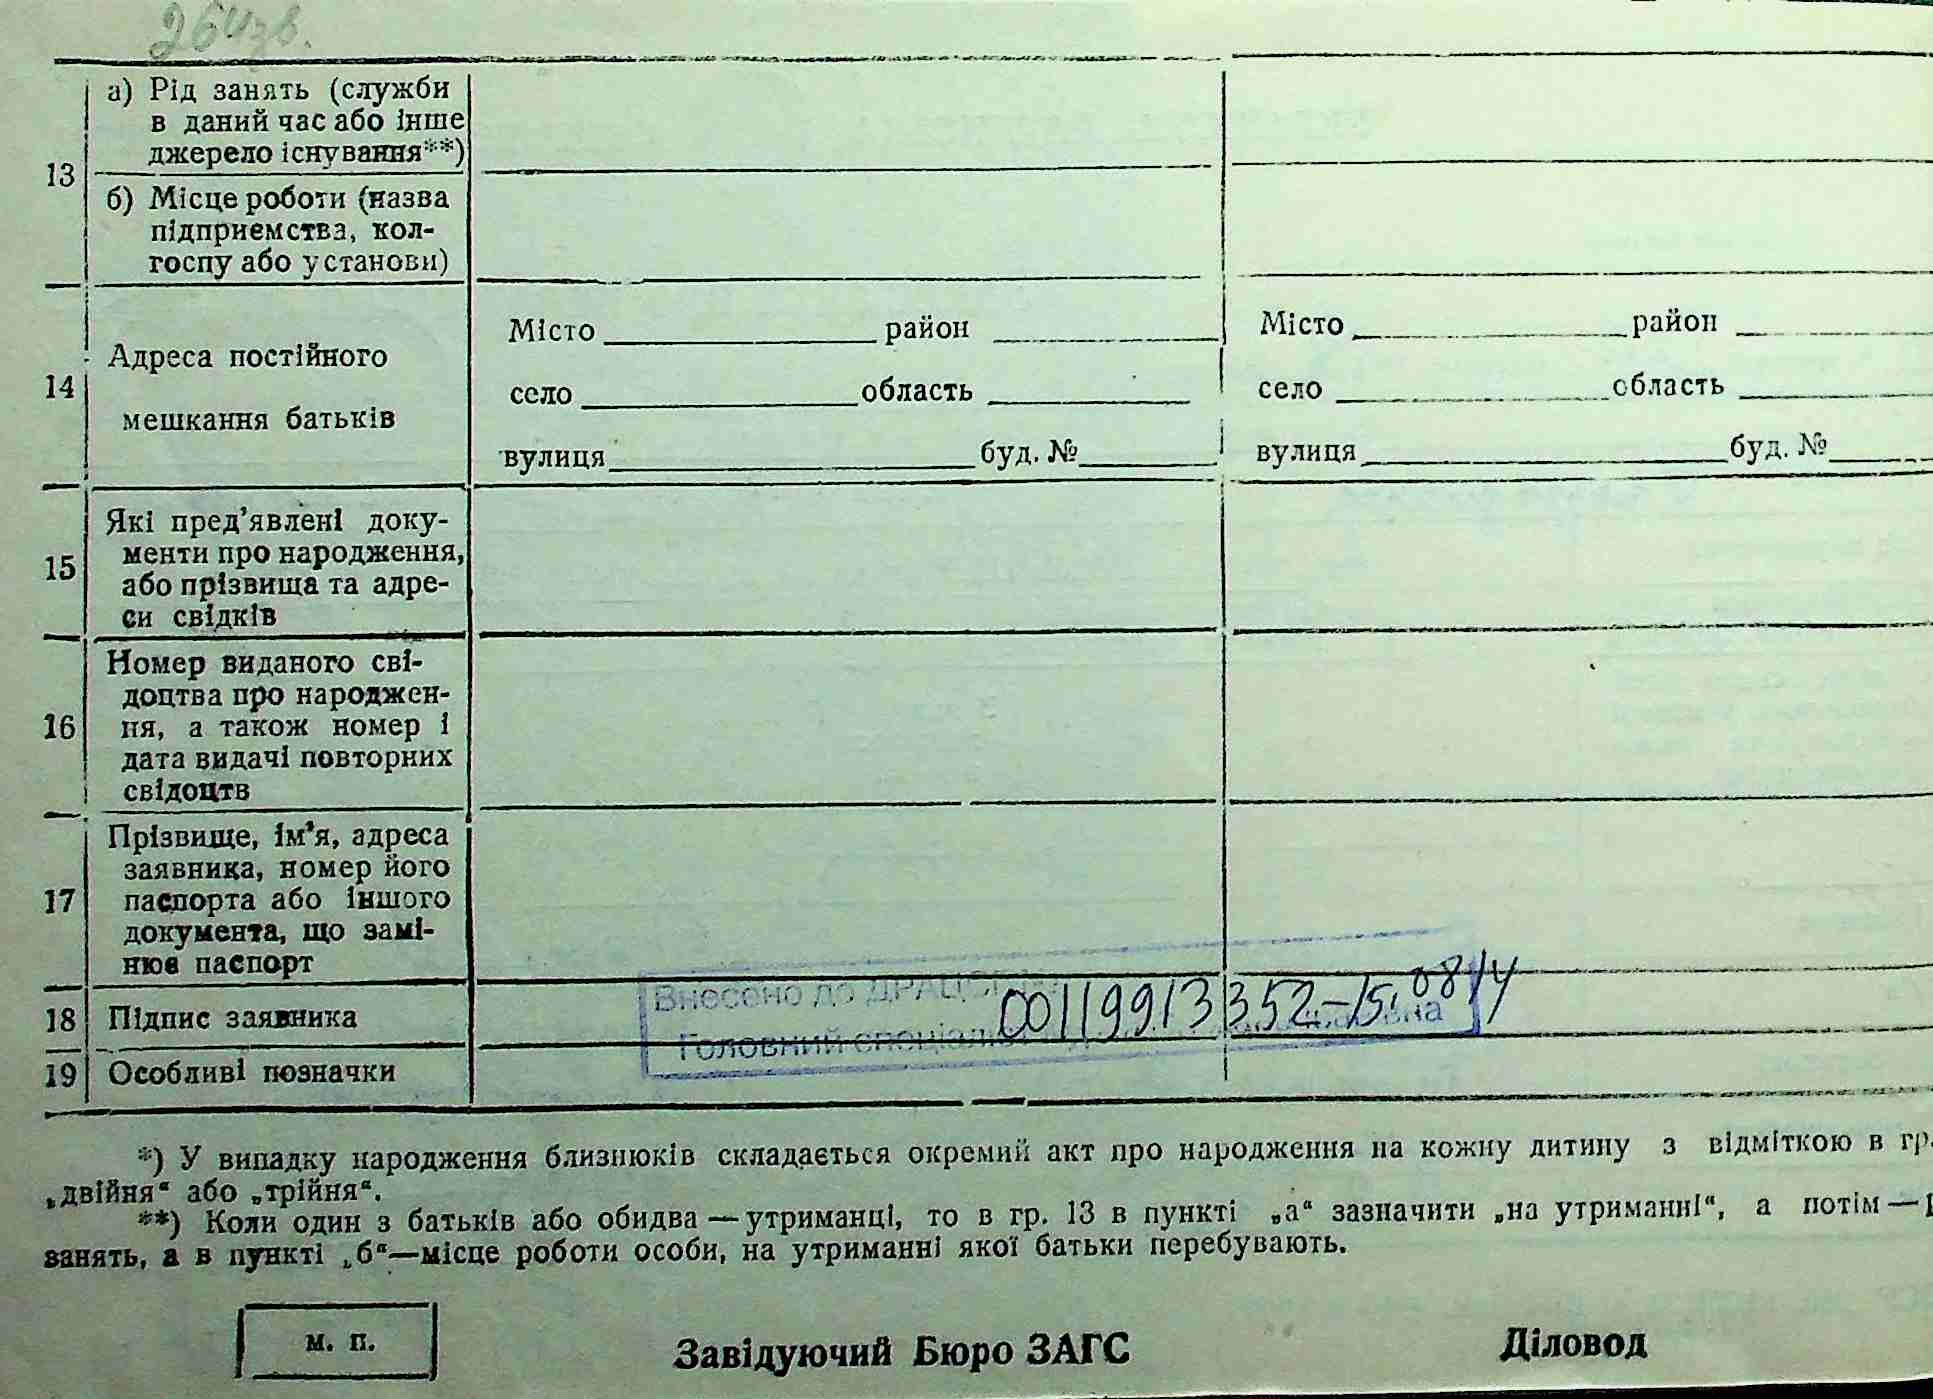 13
а) Рід занять (служби
в даний час або інше
джерело існування**)
б) Місце роботи (назва
підприємства, кол-
госпу або установи)
14
Адреса постійного
мешкання батьків
Місто район
село область
вулиця буд. №
Місто район
село область
вулиця буд. №
15
Які пред’явлені доку-
менти про народження,
або прізвища та адре-
си свідків
16
Номер виданого сві-
доцтва про народжен-
ня, а також номер і
дата видачі повторних
свідоцтв
17
Прізвище, ім’я, адреса
заявника, номер його
паспорта або іншого
документа, що замі-
нює паспорт
18 Підпис заявника
Внесено до
00119913352-15.08.14
Головний
19 Особливі позначки
*) У випадку народження близнюків складається окремий акт про народження на кожну дитину з відміткою в гр.
„двійня“ або „трійня“.
**) Коли один з батьків або обидва — утриманці, то в гр. 13 в пункті „а“ зазначити „на утриманні“, а потім —
занять, а в пункті „б“—місце роботи особи, на утриманні якої батьки перебувають.
м. п.
Завідуючий Бюро ЗАГС
Діловод